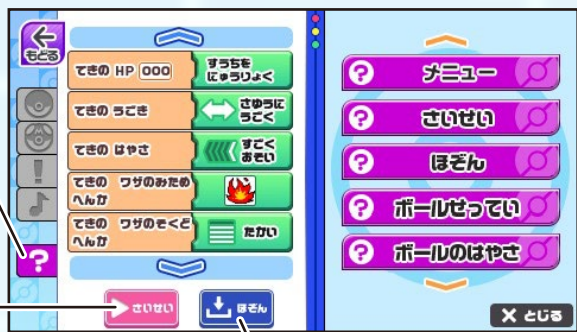 もどる
てきの HP 000
すうちを
にゅうりょく
てきの うごき
さゆうに
うごく
てきの はやさ
すごく
おそい
てきの ワザのみため
へんか
てきの ワザのそくど
へんか
たかい
さいせい
ほぞん
メニュー
さいせい
ほぞん
ボールせってい
ボールのはやさ
とじる